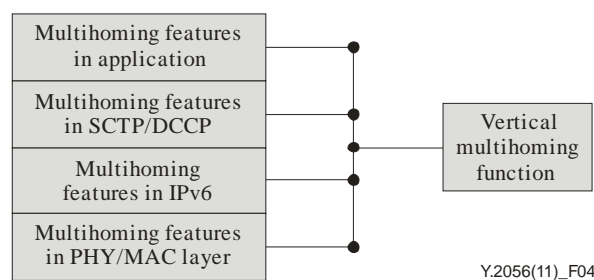 Multihoming features
in application
Multihoming features
in SCTP/DCCP
Multihoming
features in IPv6
Multihoming features
in PHY/MAC layer
Vertical
multihoming
function
Y.2056(11)_F04